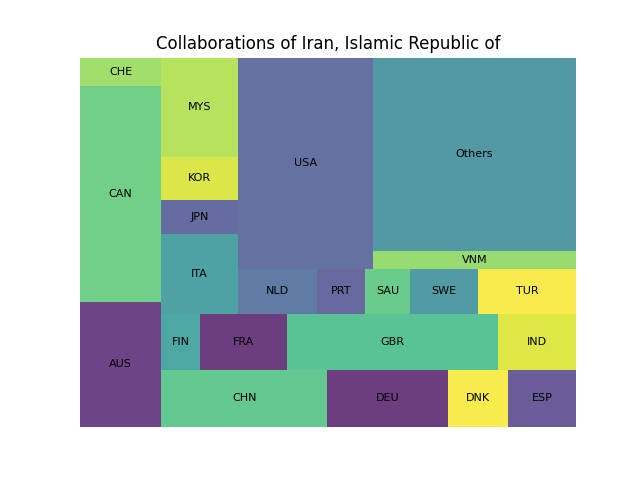 Collaborations of Iran, Islamic Republic of
CHE
MYS
USA
Others
CAN
KOR
JPN
ITA
VNM
NLD
PRT
SAU
SWE
TUR
AUS
FIN
FRA
GBR
IND
CHN
DEU
DNK
ESP